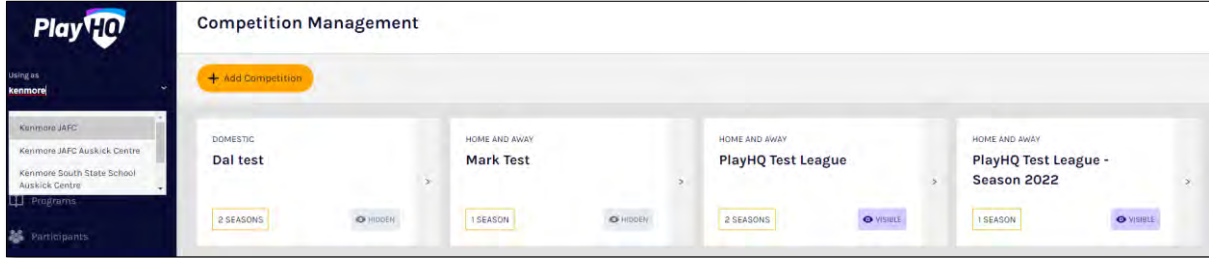 PlayHQ
Using as
kenmore
Kenmore JAFC
Kenmore JAFC Auskick Centre
Kenmore South State School
Auskick Centre
Programs
Participants
Competition Management
+ Add Competition
DOMESTIC
Dal test
2 SEASONS
HIDDEN
HOME AND AWAY
Mark Test
1 SEASON
HIDDEN
HOME AND AWAY
PlayHQ Test League
2 SEASONS
VISIBLE
HOME AND AWAY
PlayHQ Test League -
Season 2022
1 SEASON
VISIBLE